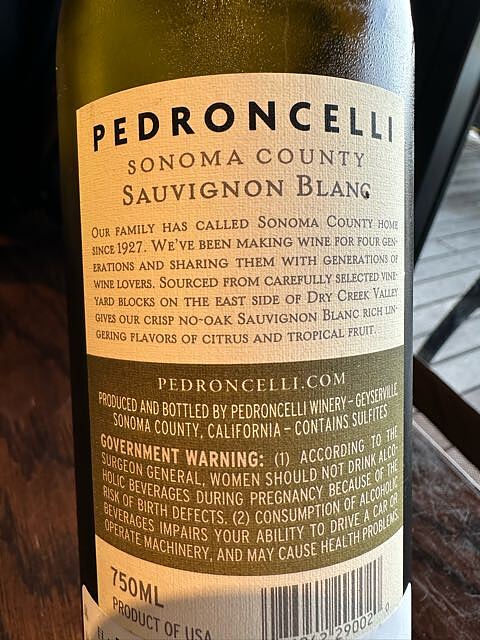 PEDRONCELLI
SONOMA COUNTY
SAUVIGNON BLANC
OUR FAMILY HAS CALLED SONOMA COUNTY HOME
SINCE 1927. WE'VE BEEN MAKING WINE FOR FOUR GEN-
ERATIONS AND SHARING THEM WITH GENERATIONS OF
WINE LOVERS. SOURCED FROM CAREFULLY SELECTED VINE-
YARD BLOCKS ON THE EAST SIDE OF DRY CREEK VALLEY
GIVES OUR CRISP NO-OAK SAUVIGNON BLANC RICH LIN-
GERING FLAVORS OF CITRUS AND TROPICAL FRUIT.
PEDRONCELLI.COM
PRODUCED AND BOTTLED BY PEDRONCELLI WINERY – GEYSERVILLE,
SONOMA COUNTY, CALIFORNIA – CONTAINS SULFITES
GOVERNMENT WARNING: (1) ACCORDING TO THE
SURGEON GENERAL, WOMEN SHOULD NOT DRINK ALCO-
HOLIC BEVERAGES DURING PREGNANCY BECAUSE OF THE
RISK OF BIRTH DEFECTS. (2) CONSUMPTION OF ALCOHOLIC
BEVERAGES IMPAIRS YOUR ABILITY TO DRIVE A CAR OR
OPERATE MACHINERY, AND MAY CAUSE HEALTH PROBLEMS.
750ML
PRODUCT OF USA
29002 0